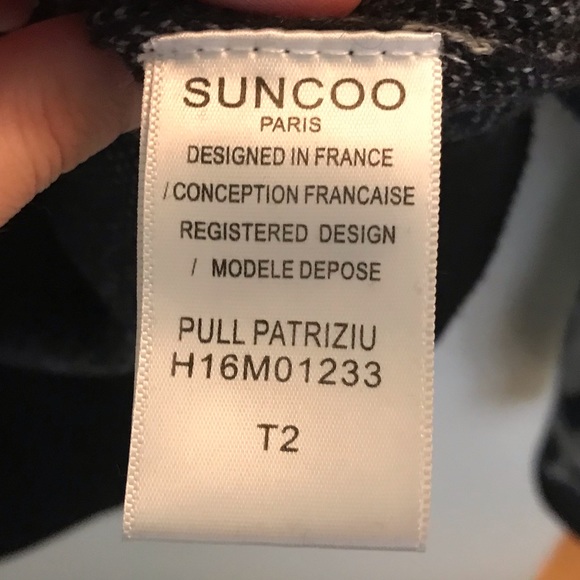 SUNCOO
PARIS
DESIGNED IN FRANCE
/ CONCEPTION FRANCAISE
REGISTERED DESIGN
/ MODELE DEPOSE
PULL PATRIZIU
H16M01233
T2